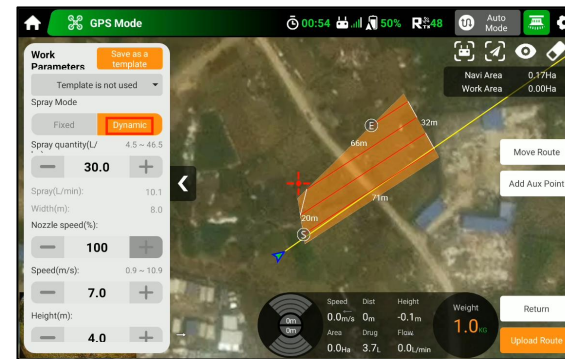 GPS Mode
00:54
50%
R 48
Auto
Mode
Work
Parameters
Save as a
template
Template is not used
Spray Mode
Fixed
Dynamic
Spray quantity(L/
4.5 ~ 46.5
30.0
Spray(L/min):
10.1
Width(m):
8.0
Nozzle speed(%):
100
Speed(m/s):
0.9 ~ 10.9
7.0
Height(m):
4.0
Navi Area
0.17Ha
Work Area
0.00Ha
E
32m
66m
71m
20m
S
Move Route
Add Aux Point
0m
0m
Speed
Dist
Height
0.0m/s
0m
-0.1m
Area
Drug
Flow
0.0Ha
3.7L
0.0L/min
Weight
1.0KG
Return
Upload Route